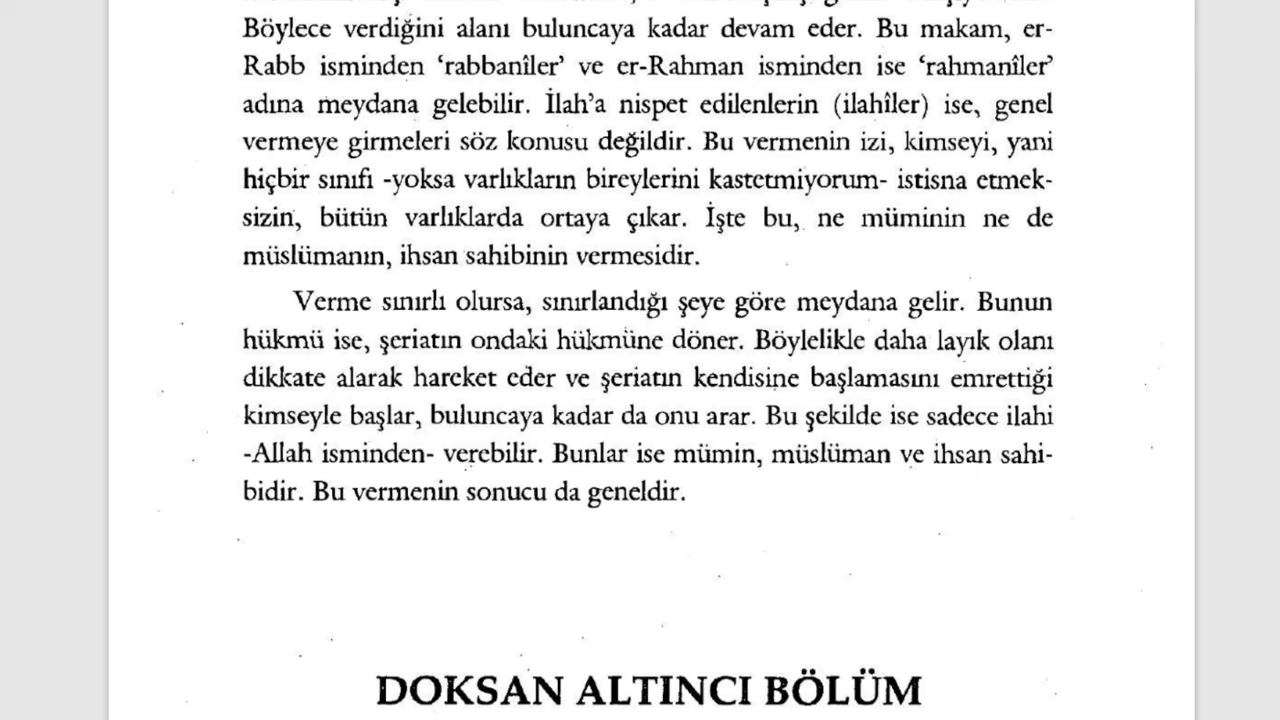 Böylece verdiğini alanı buluncaya kadar devam eder. Bu makam, er-
Rabb isminden ‘rabbanîler’ ve er-Rahman isminden ise ‘rahmanîler’
adına meydana gelebilir. İlah’a nispet edilenlerin (ilahîler) ise, genel
vermeye girmeleri söz konusu değildir. Bu vermenin izi, kimseyi, yani
hiçbir sınıfı -yoksa varlıkların bireylerini kastetmiyorum- istisna etmek-
sizin, bütün varlıklarda ortaya çıkar. İşte bu, ne müminin ne de
müslümanın, ihsan sahibinin vermesidir.
Verme sınırlı olursa, sınırlandığı şeye göre meydana gelir. Bunun
hükmü ise, şeriatın ondaki hükmüne döner. Böylelikle daha layık olanı
dikkate alarak hareket eder ve şeriatın kendisine başlamasını emrettiği
kimseyle başlar, buluncaya kadar da onu arar. Bu şekilde ise sadece ilahi
-Allah isminden- verebilir. Bunlar ise mümin, müslüman ve ihsan sahi-
bidir. Bu vermenin sonucu da geneldir.
DOKSAN ALTINCI BÖLÜM